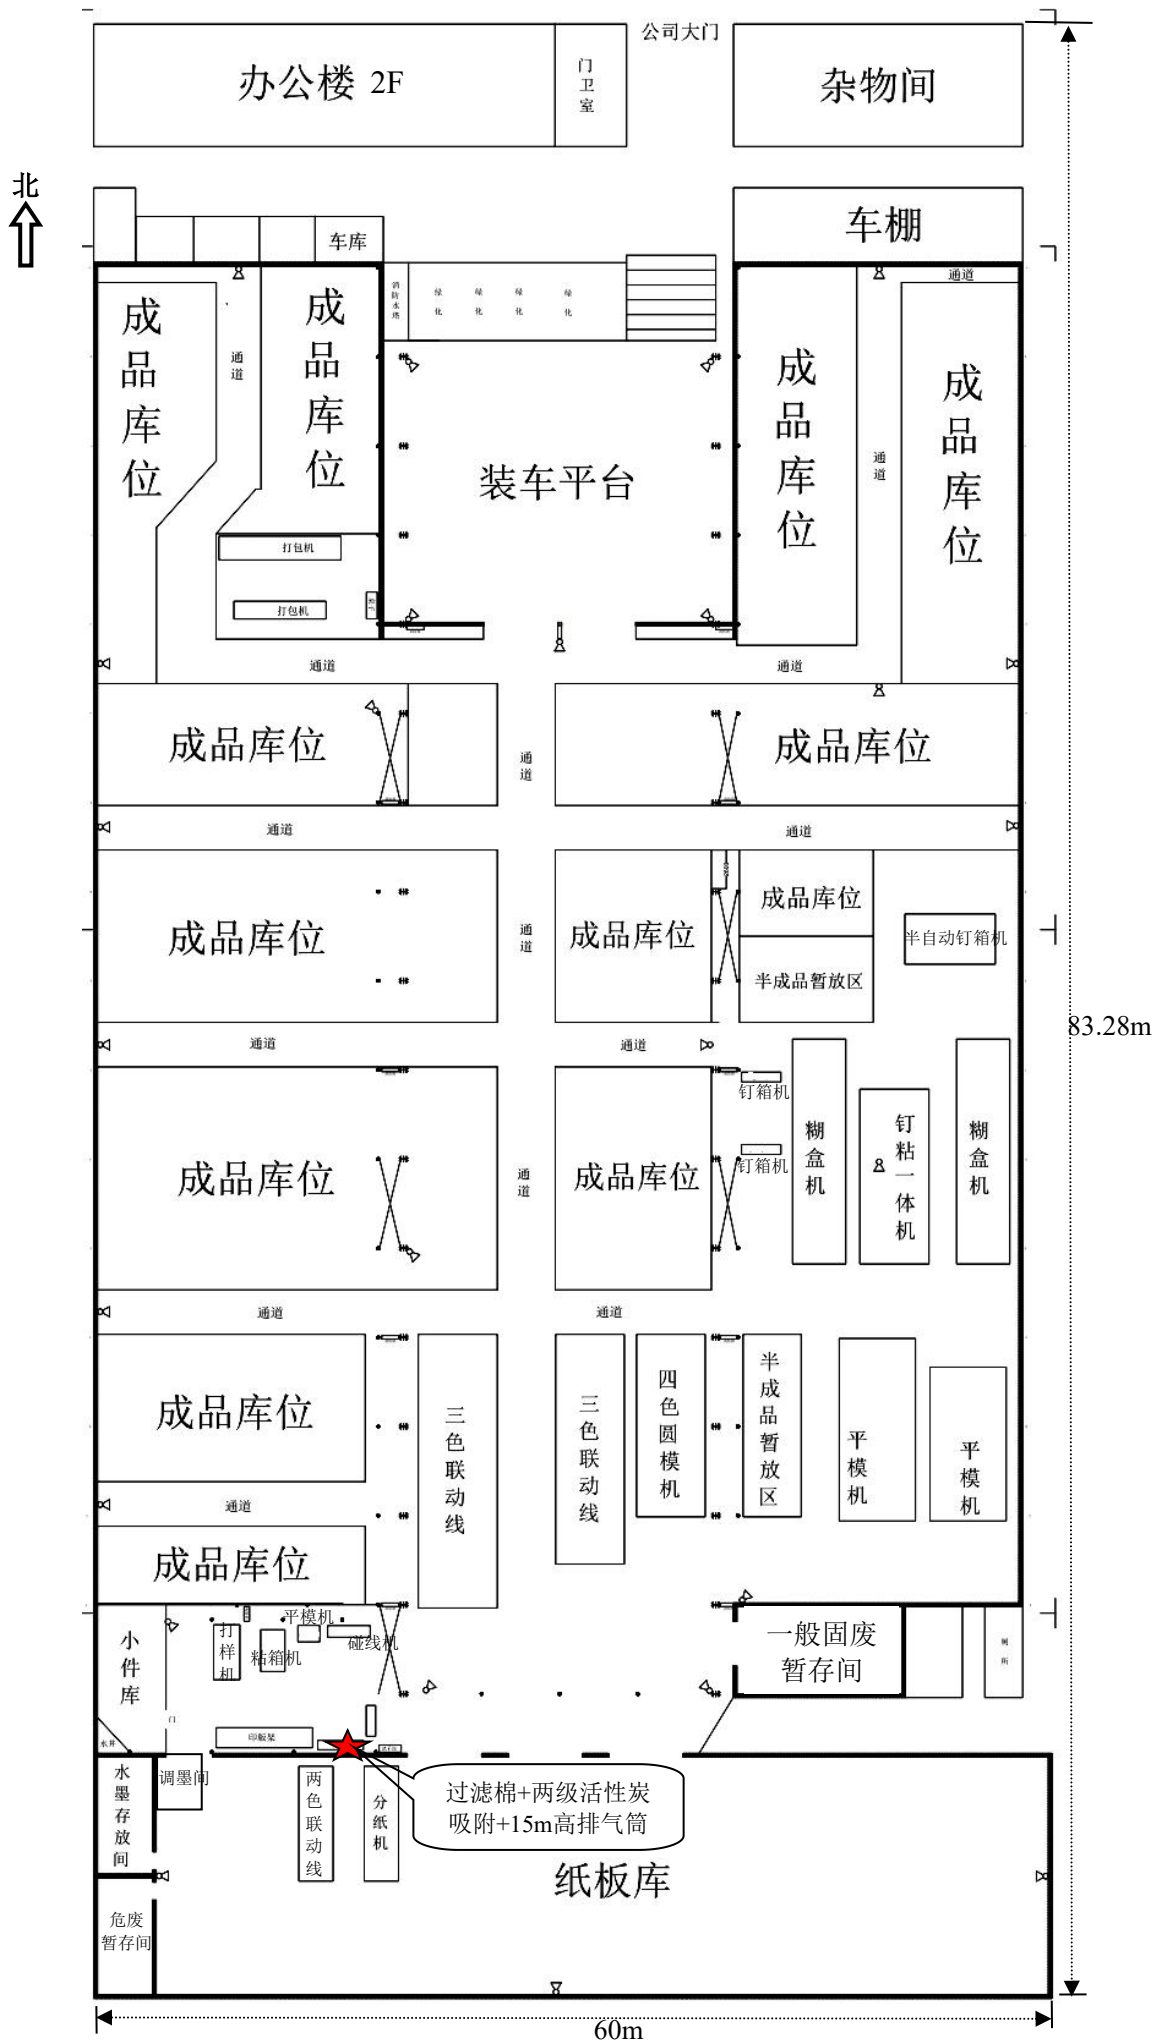 公司大门
办公楼 2F
门卫室
杂物间
北
车库
车棚
消防水塔
绿化
绿化
绿化
绿化
通道
成品库位
通道
成品库位
装车平台
成品库位
通道
成品库位
打包机
打包机
通道
通道
成品库位
通道
成品库位
通道
通道
成品库位
通道
成品库位
成品库位
半成品暂放区
半自动钉箱机
83.28m
通道
通道
成品库位
通道
成品库位
钉箱机
钉箱机
糊盒机
钉粘一体机
糊盒机
通道
通道
成品库位
三色联动线
三色联动线
四色圆模机
半成品暂放区
平模机
平模机
通道
成品库位
小件库
打样机
粘箱机
平模机
碰线机
一般固废
暂存间
厕所
门
水井
印版架
水墨存放间
调墨间
两色联动线
分纸机
过滤棉+两级活性炭
吸附+15m高排气筒
纸板库
危废
暂存间
60m